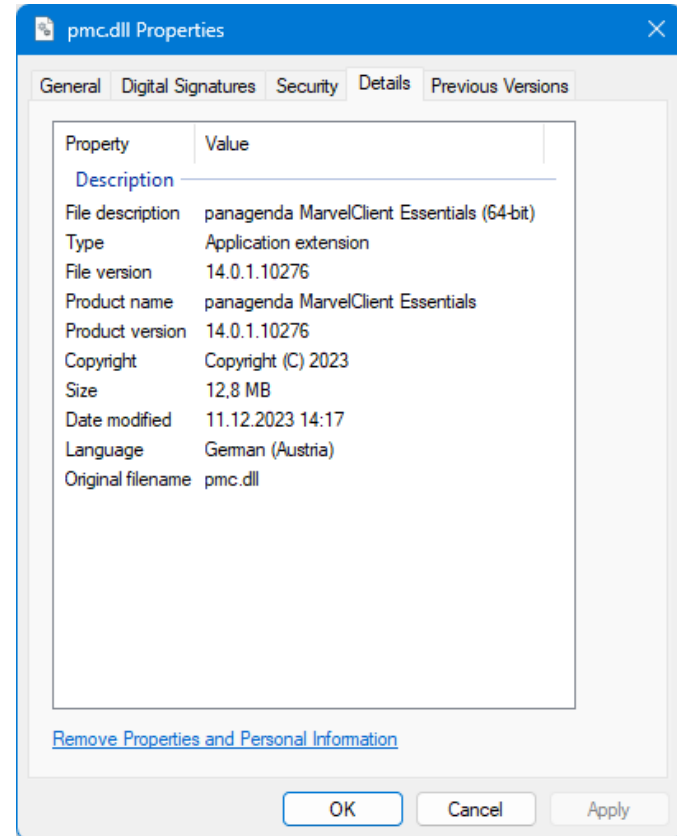 pmc.dll Properties
General Digital Signatures Security Details Previous Versions
Property Value
Description
File description panagenda MarvelClient Essentials (64-bit)
Type Application extension
File version 14.0.1.10276
Product name panagenda MarvelClient Essentials
Product version 14.0.1.10276
Copyright Copyright (C) 2023
Size 12,8 MB
Date modified 11.12.2023 14:17
Language German (Austria)
Original filename pmc.dll
Remove Properties and Personal Information
OK Cancel Apply